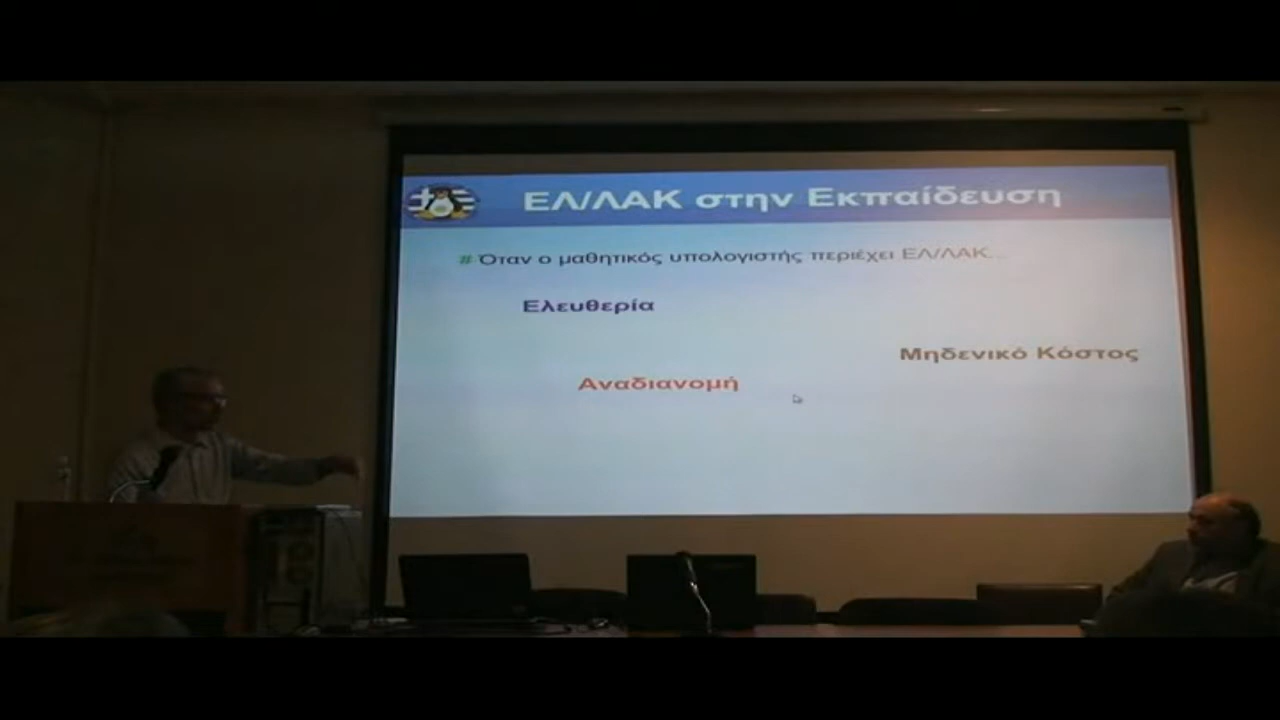 ΕΛ/ΛΑΚ στην Εκπαίδευση
# Όταν ο μαθητικός υπολογιστής περιέχει ΕΛ/ΛΑΚ...
Ελευθερία
Μηδενικό Κόστος
Αναδιανομή